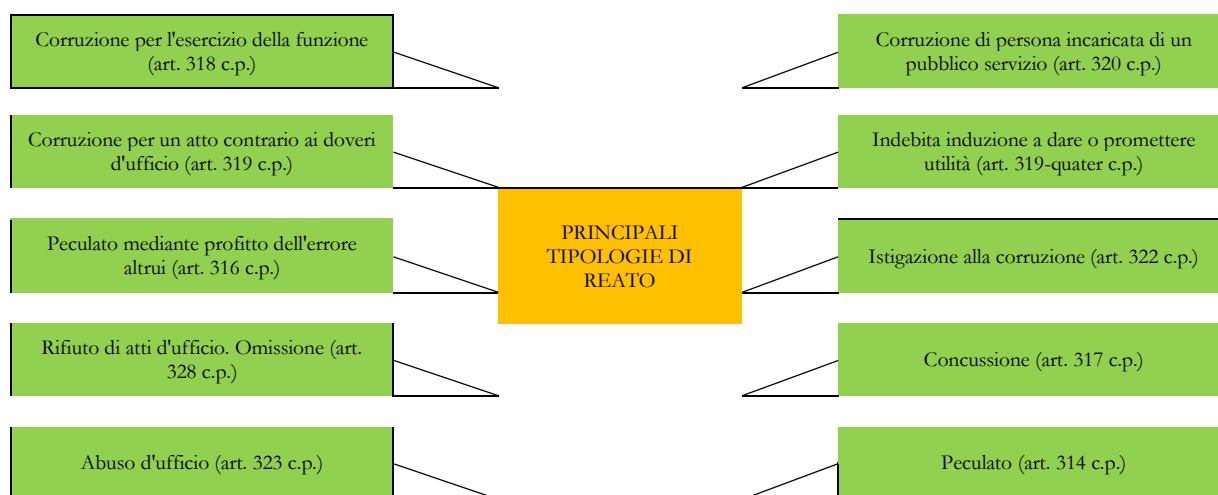 Corruzione per l'esercizio della funzione
(art. 318 c.p.)
Corruzione di persona incaricata di un
pubblico servizio (art. 320 c.p.)
Corruzione per un atto contrario ai doveri
d'ufficio (art. 319 c.p.)
Indebita induzione a dare o promettere
utilità (art. 319-quater c.p.)
Peculato mediante profitto dell'errore
altrui (art. 316 c.p.)
PRINCIPALI
TIPOLOGIE DI
REATO
Istigazione alla corruzione (art. 322 c.p.)
Rifiuto di atti d'ufficio. Omissione (art.
328 c.p.)
Concussione (art. 317 c.p.)
Abuso d'ufficio (art. 323 c.p.)
Peculato (art. 314 c.p.)